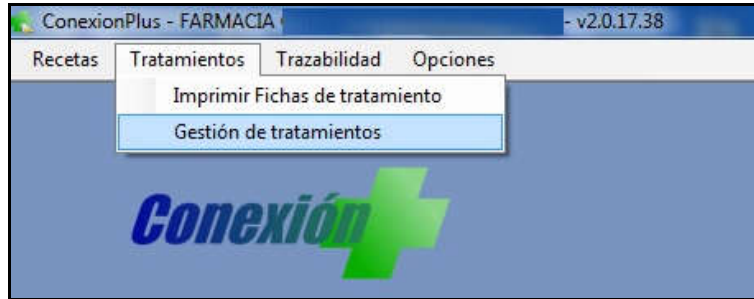 ConexionPlus - FARMACIA - v2.0.17.38
Recetas Tratamientos Trazabilidad Opciones
Imprimir Fichas de tratamiento
Gestión de tratamientos
Conexión